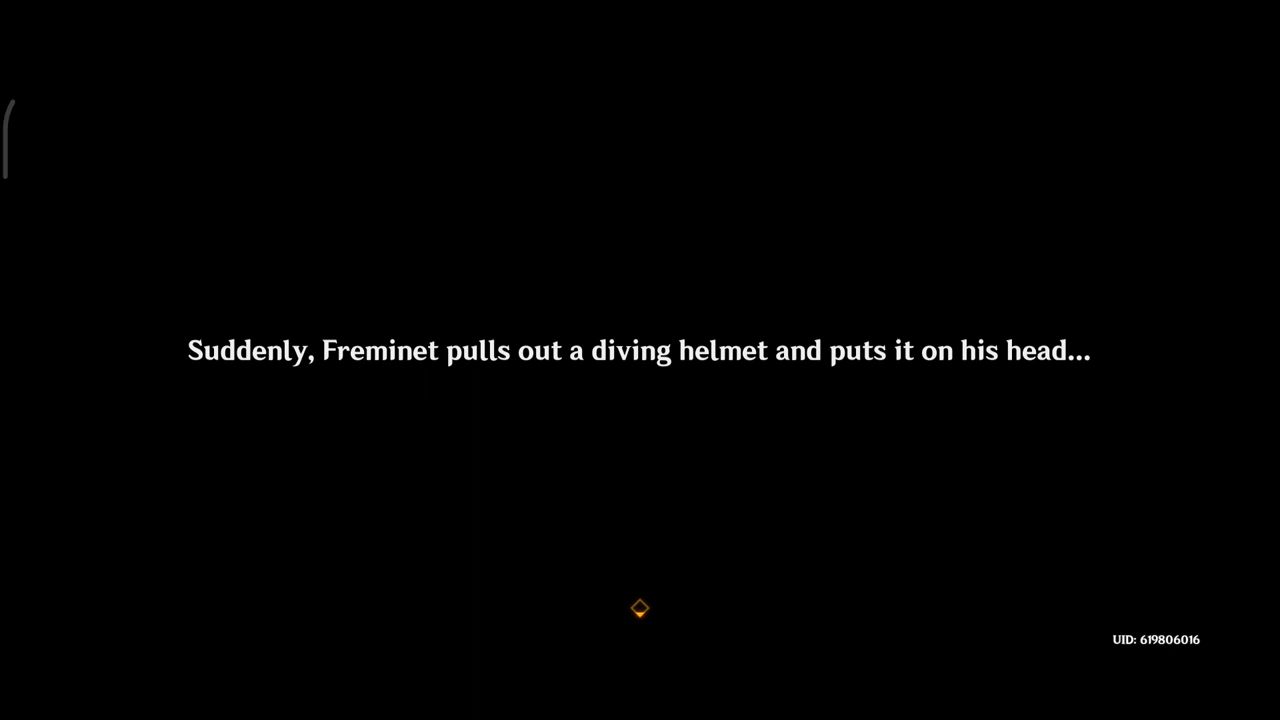 Suddenly, Freminet pulls out a diving helmet and puts it on his head...
UID: 619806016